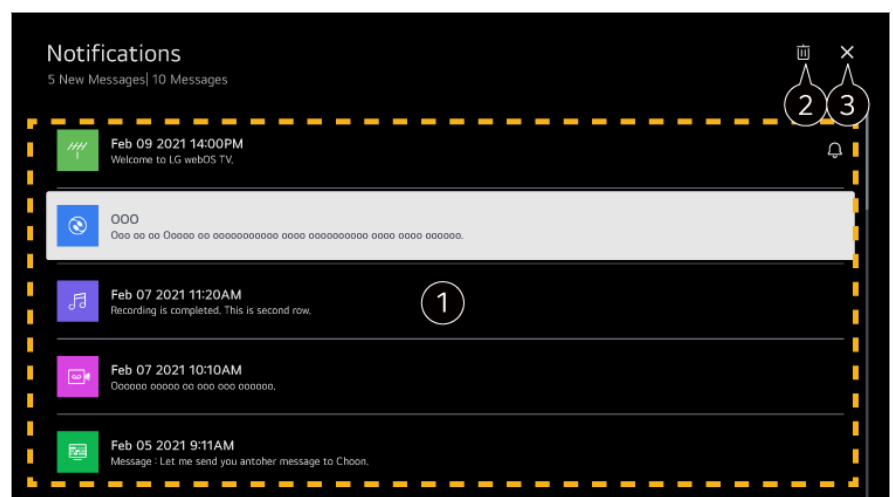 Notifications
5 New Messages| 10 Messages
2 3
Feb 09 2021 14:00PM
Welcome to LG webOS TV.
OOO
Ooo oo oo Ooooo oo ooooooooooo oooo oooooooooo oooo oooo oooooo.
Feb 07 2021 11:20AM
Recording is completed. This is second row.
1
Feb 07 2021 10:10AM
Oooooo ooooo oo ooo ooo oooooo.
Feb 05 2021 9:11AM
Message : Let me send you antoher message to Choon.